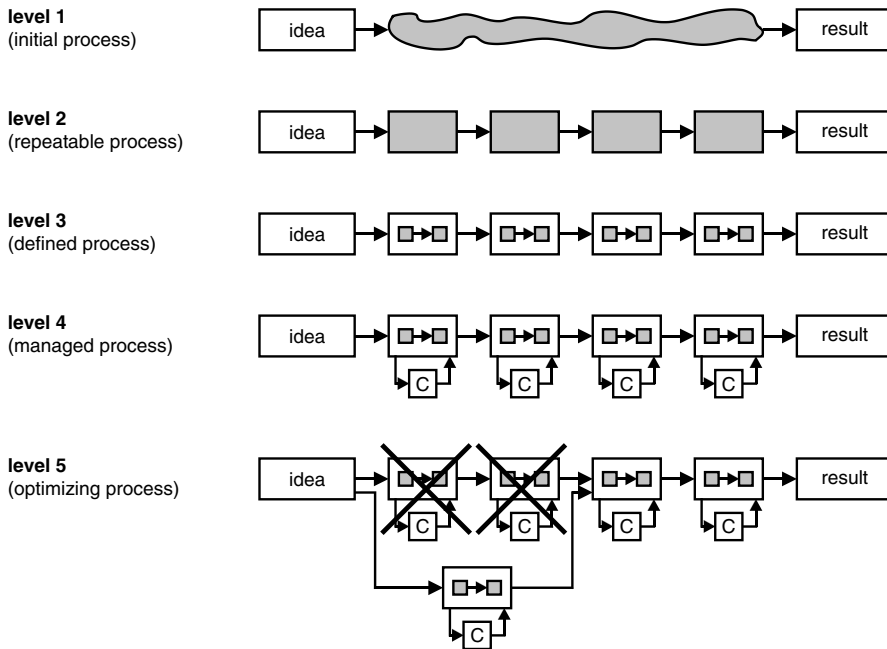 level 1
(initial process)
idea
result
level 2
(repeatable process)
idea
result
level 3
(defined process)
idea
result
level 4
(managed process)
idea
result
C
C
C
C
level 5
(optimizing process)
idea
result
C
C
C
C
C